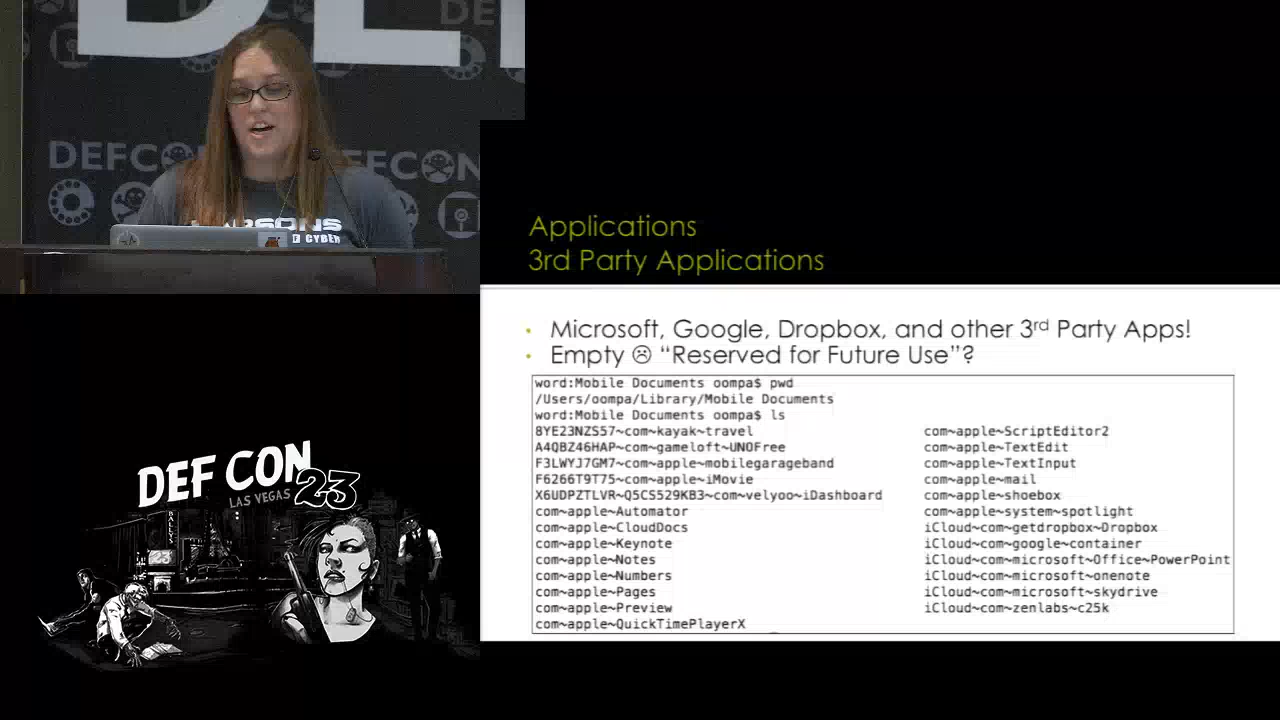 DEFCON
DEFCON
PARSONS
CYBER
Applications
3rd Party Applications
• Microsoft, Google, Dropbox, and other 3rd Party Apps!
• Empty ☹ “Reserved for Future Use”?
word:Mobile Documents oompa$ pwd
/Users/oompa/Library/Mobile Documents
word:Mobile Documents oompa$ ls
8YE23NZS57~com~kayak~travel
A4QBZ46HAP~com~gameloft~UNOFree
F3LWYJ7GM7~com~apple~mobilegarageband
F6266T9T75~com~apple~iMovie
X6UDPZTLVR~Q5CS529KB3~com~velyoo~iDashboard
com~apple~Automator
com~apple~CloudDocs
com~apple~Keynote
com~apple~Notes
com~apple~Numbers
com~apple~Pages
com~apple~Preview
com~apple~QuickTimePlayerX
com~apple~ScriptEditor2
com~apple~TextEdit
com~apple~TextInput
com~apple~mail
com~apple~shoebox
com~apple~system~spotlight
iCloud~com~getdropbox~Dropbox
iCloud~com~google~container
iCloud~com~microsoft~Office~PowerPoint
iCloud~com~microsoft~onenote
iCloud~com~microsoft~skydrive
iCloud~com~zenlabs~c25k
DEF CON
LAS VEGAS 23
BALLY'S
23